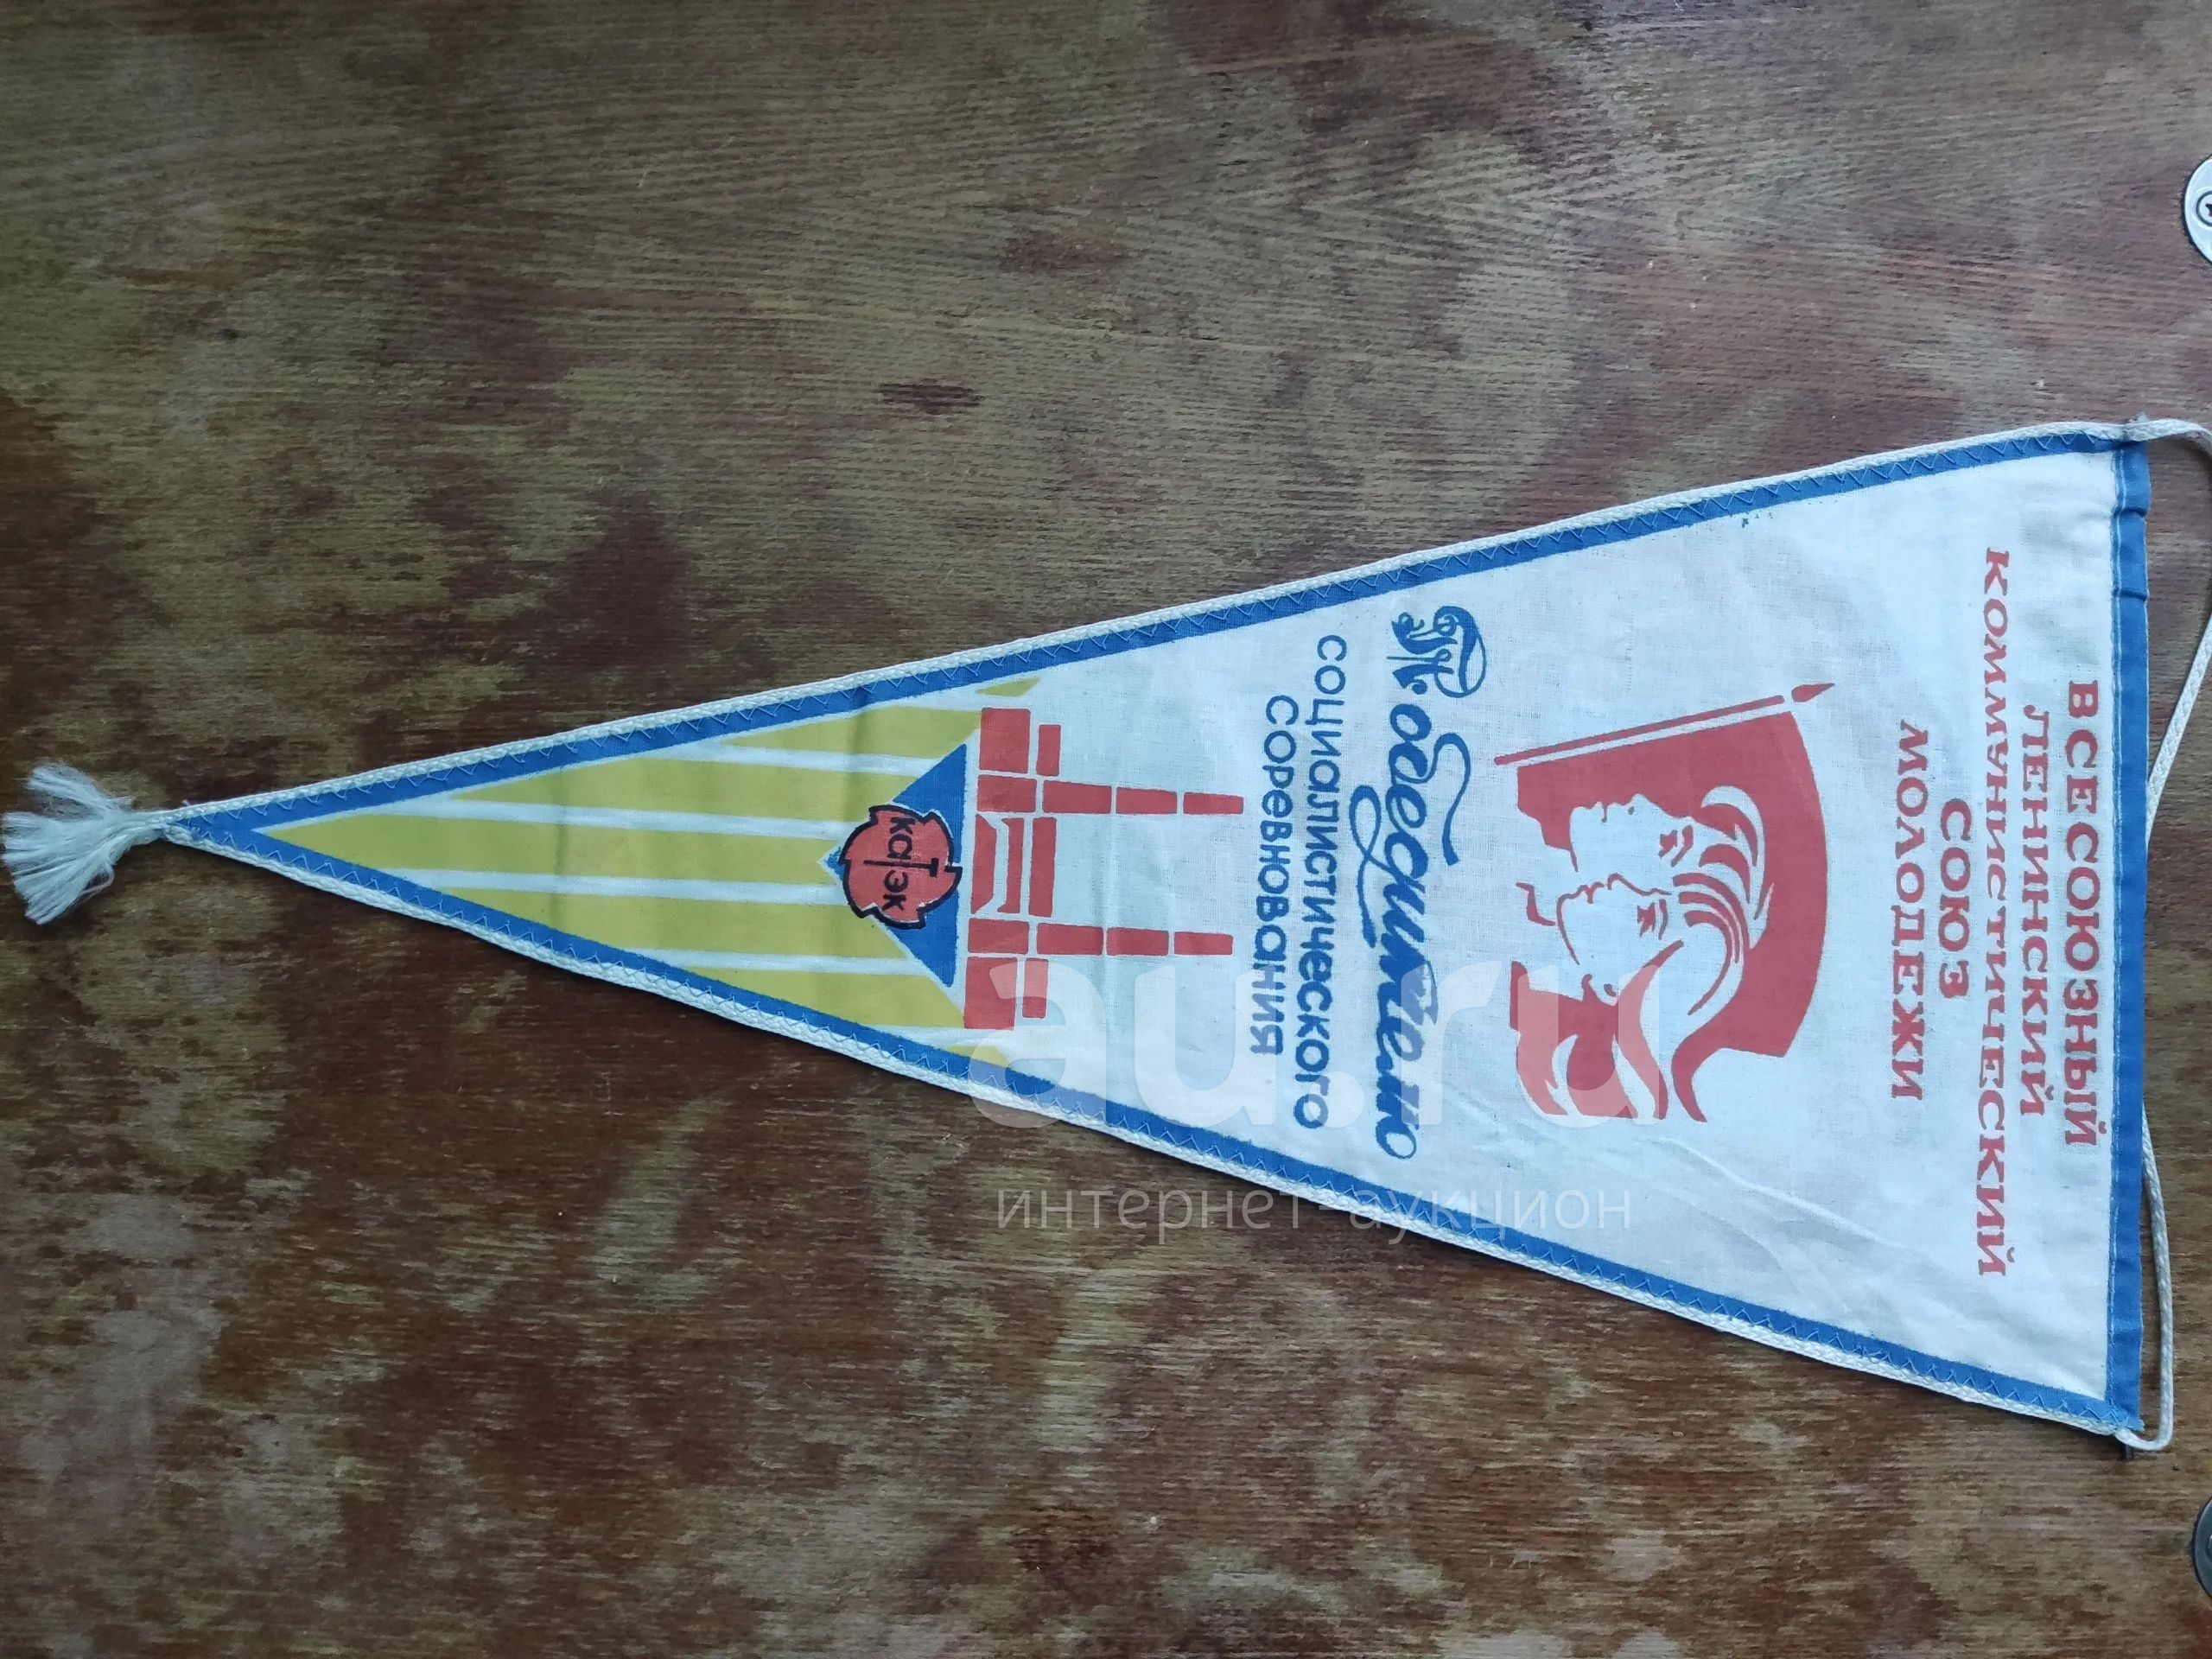 ВСЕСОЮЗНЫЙ
ЛЕНИНСКИЙ
КОММУНИСТИЧЕСКИЙ
СОЮЗ
МОЛОДЕЖИ
Победителю
СОЦИАЛИСТИЧЕСКОГО
СОРЕВНОВАНИЯ
КАТЭК
au.ru
интернет-аукцион